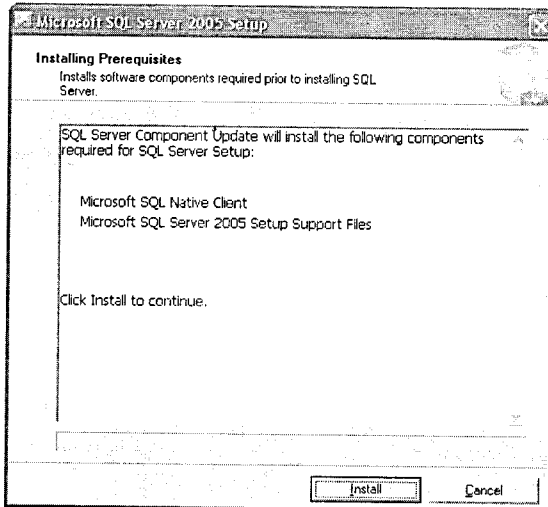 Microsoft SQL Server 2005 Setup
Installing Prerequisites
Installs software components required prior to installing SQL
Server.
SQL Server Component Update will install the following components
required for SQL Server Setup:
Microsoft SQL Native Client
Microsoft SQL Server 2005 Setup Support Files
Click Install to continue.
Install
Cancel